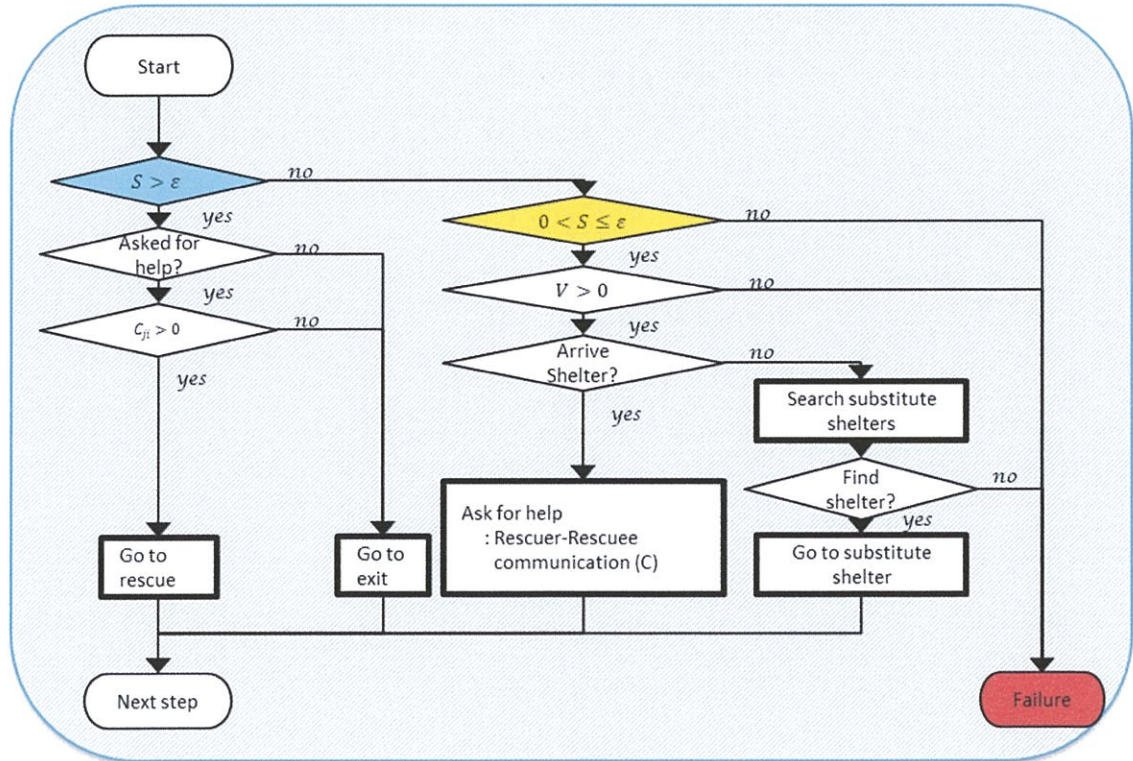 Start
S > ε
no
yes
0 < S ≤ ε
no
yes
Asked for
help?
no
yes
V > 0
no
yes
C_{ji} > 0
no
yes
Arrive
Shelter?
no
yes
Search substitute
shelters
Find
shelter?
no
yes
Ask for help
: Rescuer-Rescuee
communication (C)
Go to
rescue
Go to
exit
Go to substitute
shelter
Next step
Failure